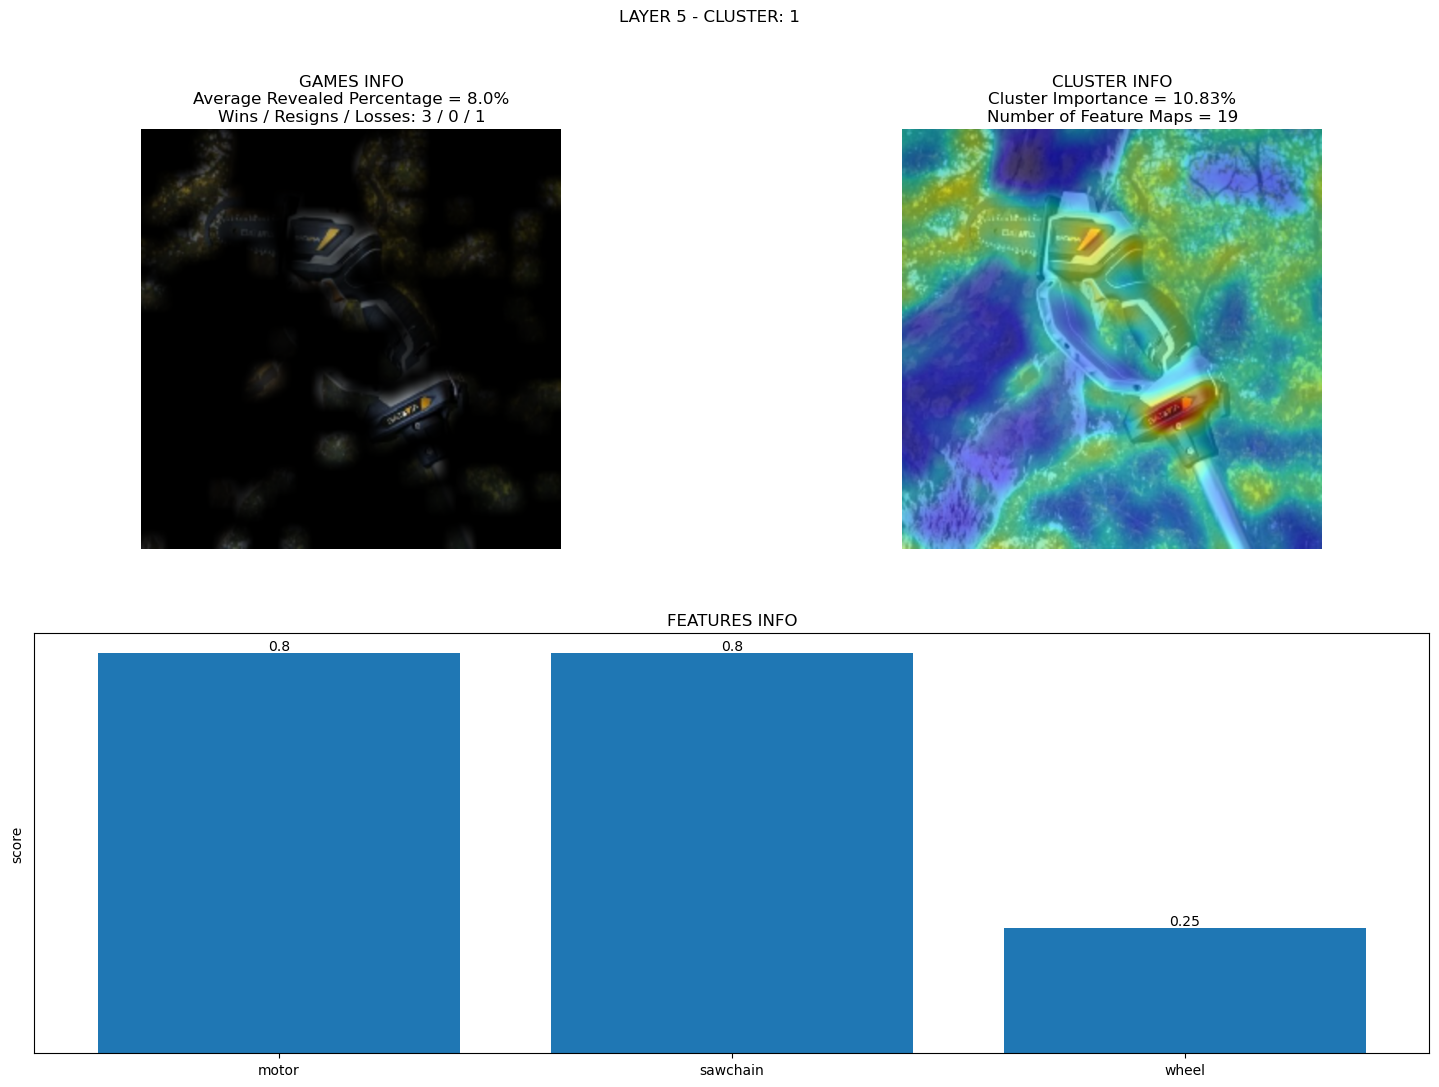 LAYER 5 - CLUSTER: 1
GAMES INFO
Average Revealed Percentage = 8.0%
Wins / Resigns / Losses: 3 / 0 / 1
CLUSTER INFO
Cluster Importance = 10.83%
Number of Feature Maps = 19
FEATURES INFO
0.8
0.8
0.25
score
motor
sawchain
wheel